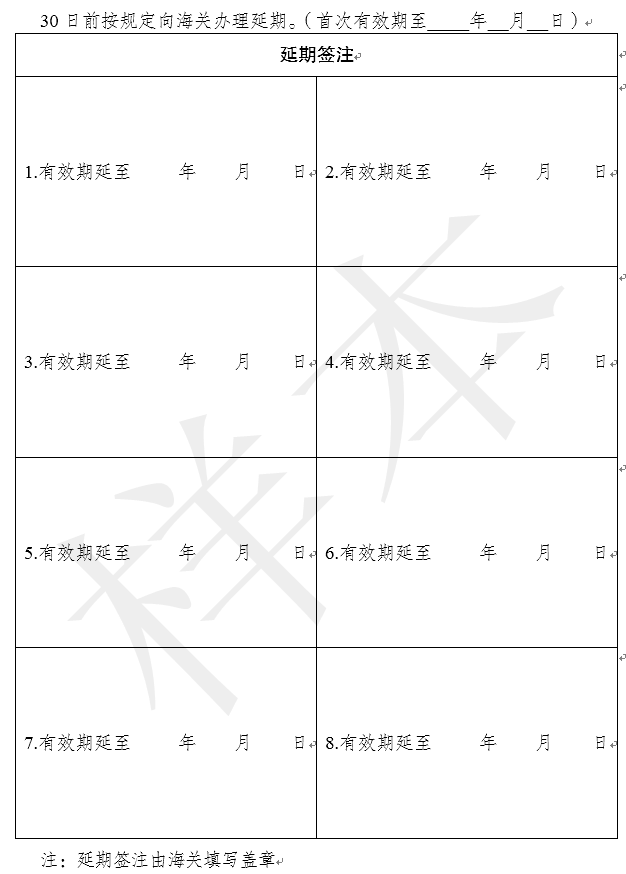 30 日前按规定向海关办理延期。（首次有效期至_____年__月__日）
延期签注
1.有效期延至 年 月 日 2.有效期延至 年 月 日
3.有效期延至 年 月 日 4.有效期延至 年 月 日
5.有效期延至 年 月 日 6.有效期延至 年 月 日
7.有效期延至 年 月 日 8.有效期延至 年 月 日
样本
注：延期签注由海关填写盖章